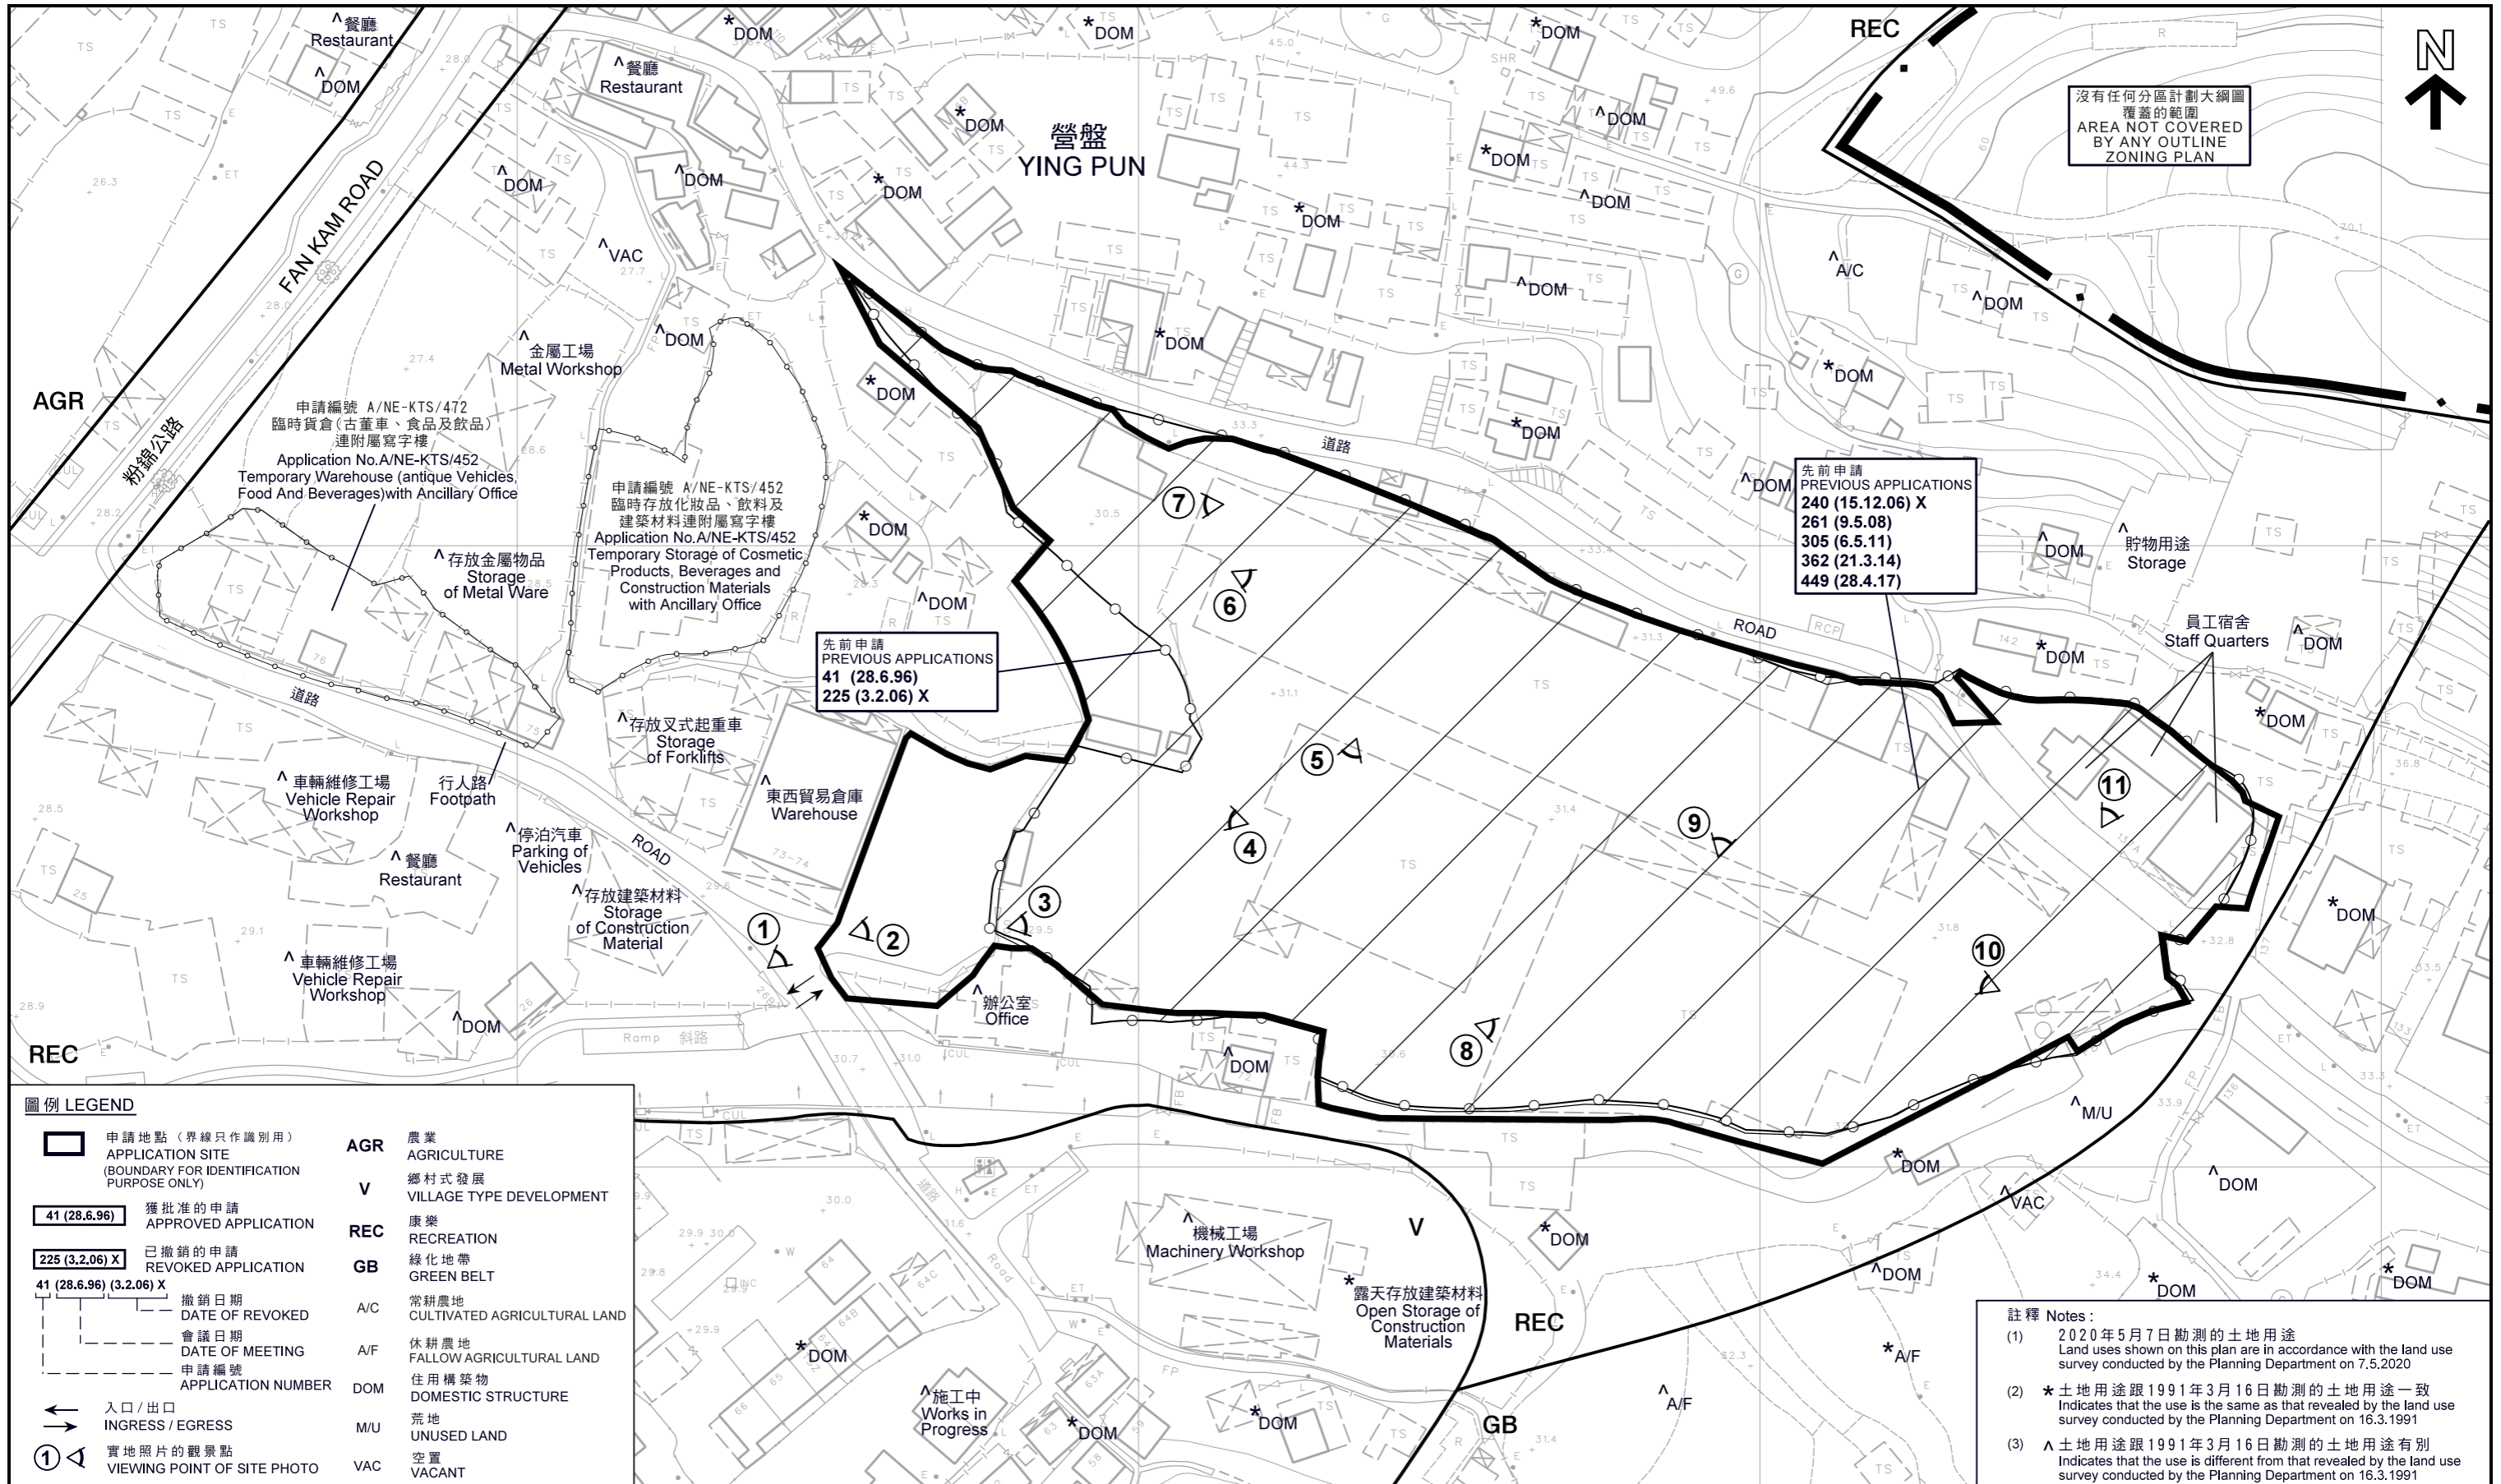 餐廳
Restaurant
^DOM
餐廳
Restaurant
*DOM
*DOM
*DOM
REC
N
沒有任何分區計劃大綱圖
覆蓋的範圍
AREA NOT COVERED
BY ANY OUTLINE
ZONING PLAN
營盤
YING PUN
*DOM
*DOM
*DOM
*DOM
^DOM
^DOM
^DOM
^DOM
^VAC
FAN KAM ROAD
粉錦公路
AGR
^A/C
^DOM
^DOM
*DOM
*DOM
*DOM
^DOM
^
金屬工場
Metal Workshop
^DOM
*DOM
*DOM
^DOM
申請編號 A/NE-KTS/472
臨時貨倉(古董車、食品及飲品)
連附屬寫字樓
Application No.A/NE-KTS/452
Temporary Warehouse (antique Vehicles,
Food And Beverages)with Ancillary Office
申請編號 A/NE-KTS/452
臨時存放化妝品、飲料及
建築材料連附屬寫字樓
Application No.A/NE-KTS/452
Temporary Storage of Cosmetic
Products, Beverages and
Construction Materials
with Ancillary Office
^存放金屬物品
Storage
of Metal Ware
道路
ROAD
先前申請
PREVIOUS APPLICATIONS
240 (15.12.06) X
261 (9.5.08)
305 (6.5.11)
362 (21.3.14)
449 (28.4.17)
先前申請
PREVIOUS APPLICATIONS
41 (28.6.96)
225 (3.2.06) X
^DOM
^
貯物用途
Storage
員工宿舍
Staff Quarters
^DOM
*DOM
*DOM
*DOM
道路
ROAD
^存放叉式起重車
Storage
of Forklifts
^
東西貿易倉庫
Warehouse
73-74
^車輛維修工場
Vehicle Repair
Workshop
行人路
Footpath
^停泊汽車
Parking of
Vehicles
^餐廳
Restaurant
^存放建築材料
Storage
of Construction
Material
^車輛維修工場
Vehicle Repair
Workshop
^DOM
REC
Ramp 斜路
^
辦公室
Office
^DOM
1
2
3
4
5
6
7
8
9
10
11
^M/U
*DOM
^VAC
^DOM
*DOM
^DOM
*DOM
*DOM
V
^
機械工場
Machinery Workshop
*
露天存放建築材料
Open Storage of
Construction
Materials
REC
*DOM
^施工中
Works in
Progress
*DOM
*DOM
GB
^A/F
*A/F
道路
Road
圖例 LEGEND
申請地點 (界線只作識別用)
APPLICATION SITE
(BOUNDARY FOR IDENTIFICATION
PURPOSE ONLY)
41 (28.6.96)
獲批准的申請
APPROVED APPLICATION
225 (3.2.06) X
已撤銷的申請
REVOKED APPLICATION
41 (28.6.96) (3.2.06) X
撤銷日期
DATE OF REVOKED
會議日期
DATE OF MEETING
申請編號
APPLICATION NUMBER
入口/出口
INGRESS / EGRESS
1
實地照片的觀景點
VIEWING POINT OF SITE PHOTO
AGR 農業
AGRICULTURE
V 鄉村式發展
VILLAGE TYPE DEVELOPMENT
REC 康樂
RECREATION
GB 綠化地帶
GREEN BELT
A/C 常耕農地
CULTIVATED AGRICULTURAL LAND
A/F 休耕農地
FALLOW AGRICULTURAL LAND
DOM 住用構築物
DOMESTIC STRUCTURE
M/U 荒地
UNUSED LAND
VAC 空置
VACANT
註釋 Notes :
(1) 2020年5月7日勘測的土地用途
Land uses shown on this plan are in accordance with the land use
survey conducted by the Planning Department on 7.5.2020
(2) *土地用途跟1991年3月16日勘測的土地用途一致
Indicates that the use is the same as that revealed by the land use
survey conducted by the Planning Department on 16.3.1991
(3) ^土地用途跟1991年3月16日勘測的土地用途有別
Indicates that the use is different from that revealed by the land use
survey conducted by the Planning Department on 16.3.1991